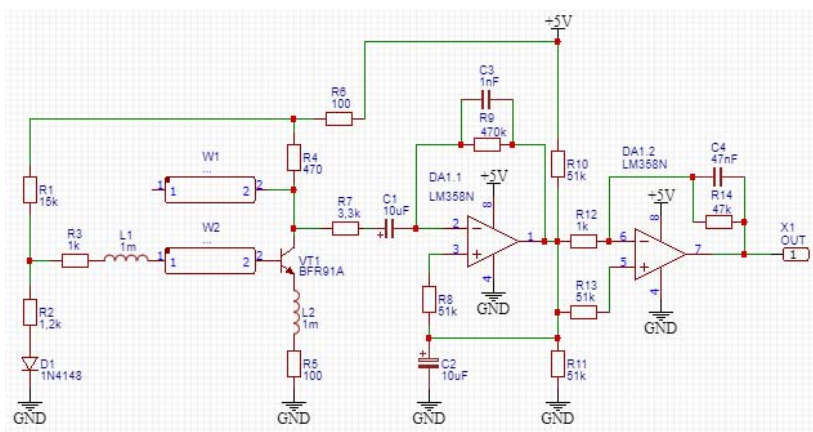 +5V
R6
100
C3
1nF
R9
470k
W1
...
1
1
2
2
R4
470
R1
15k
R10
51k
DA1.1
LM358N
+5V
8
DA1.2
LM358N
C4
47nF
+5V
8
R14
47k
R7
3,3k
C1
10uF
+
2
3
1
4
GND
R12
1k
6
5
7
4
GND
X1
OUT
1
W2
...
1
1
2
2
R3
1k
L1
1m
VT1
BFR91A
R13
51k
R8
51k
L2
1m
R2
1,2k
D1
1N4148
R5
100
+
C2
10uF
R11
51k
GND
GND
GND
GND